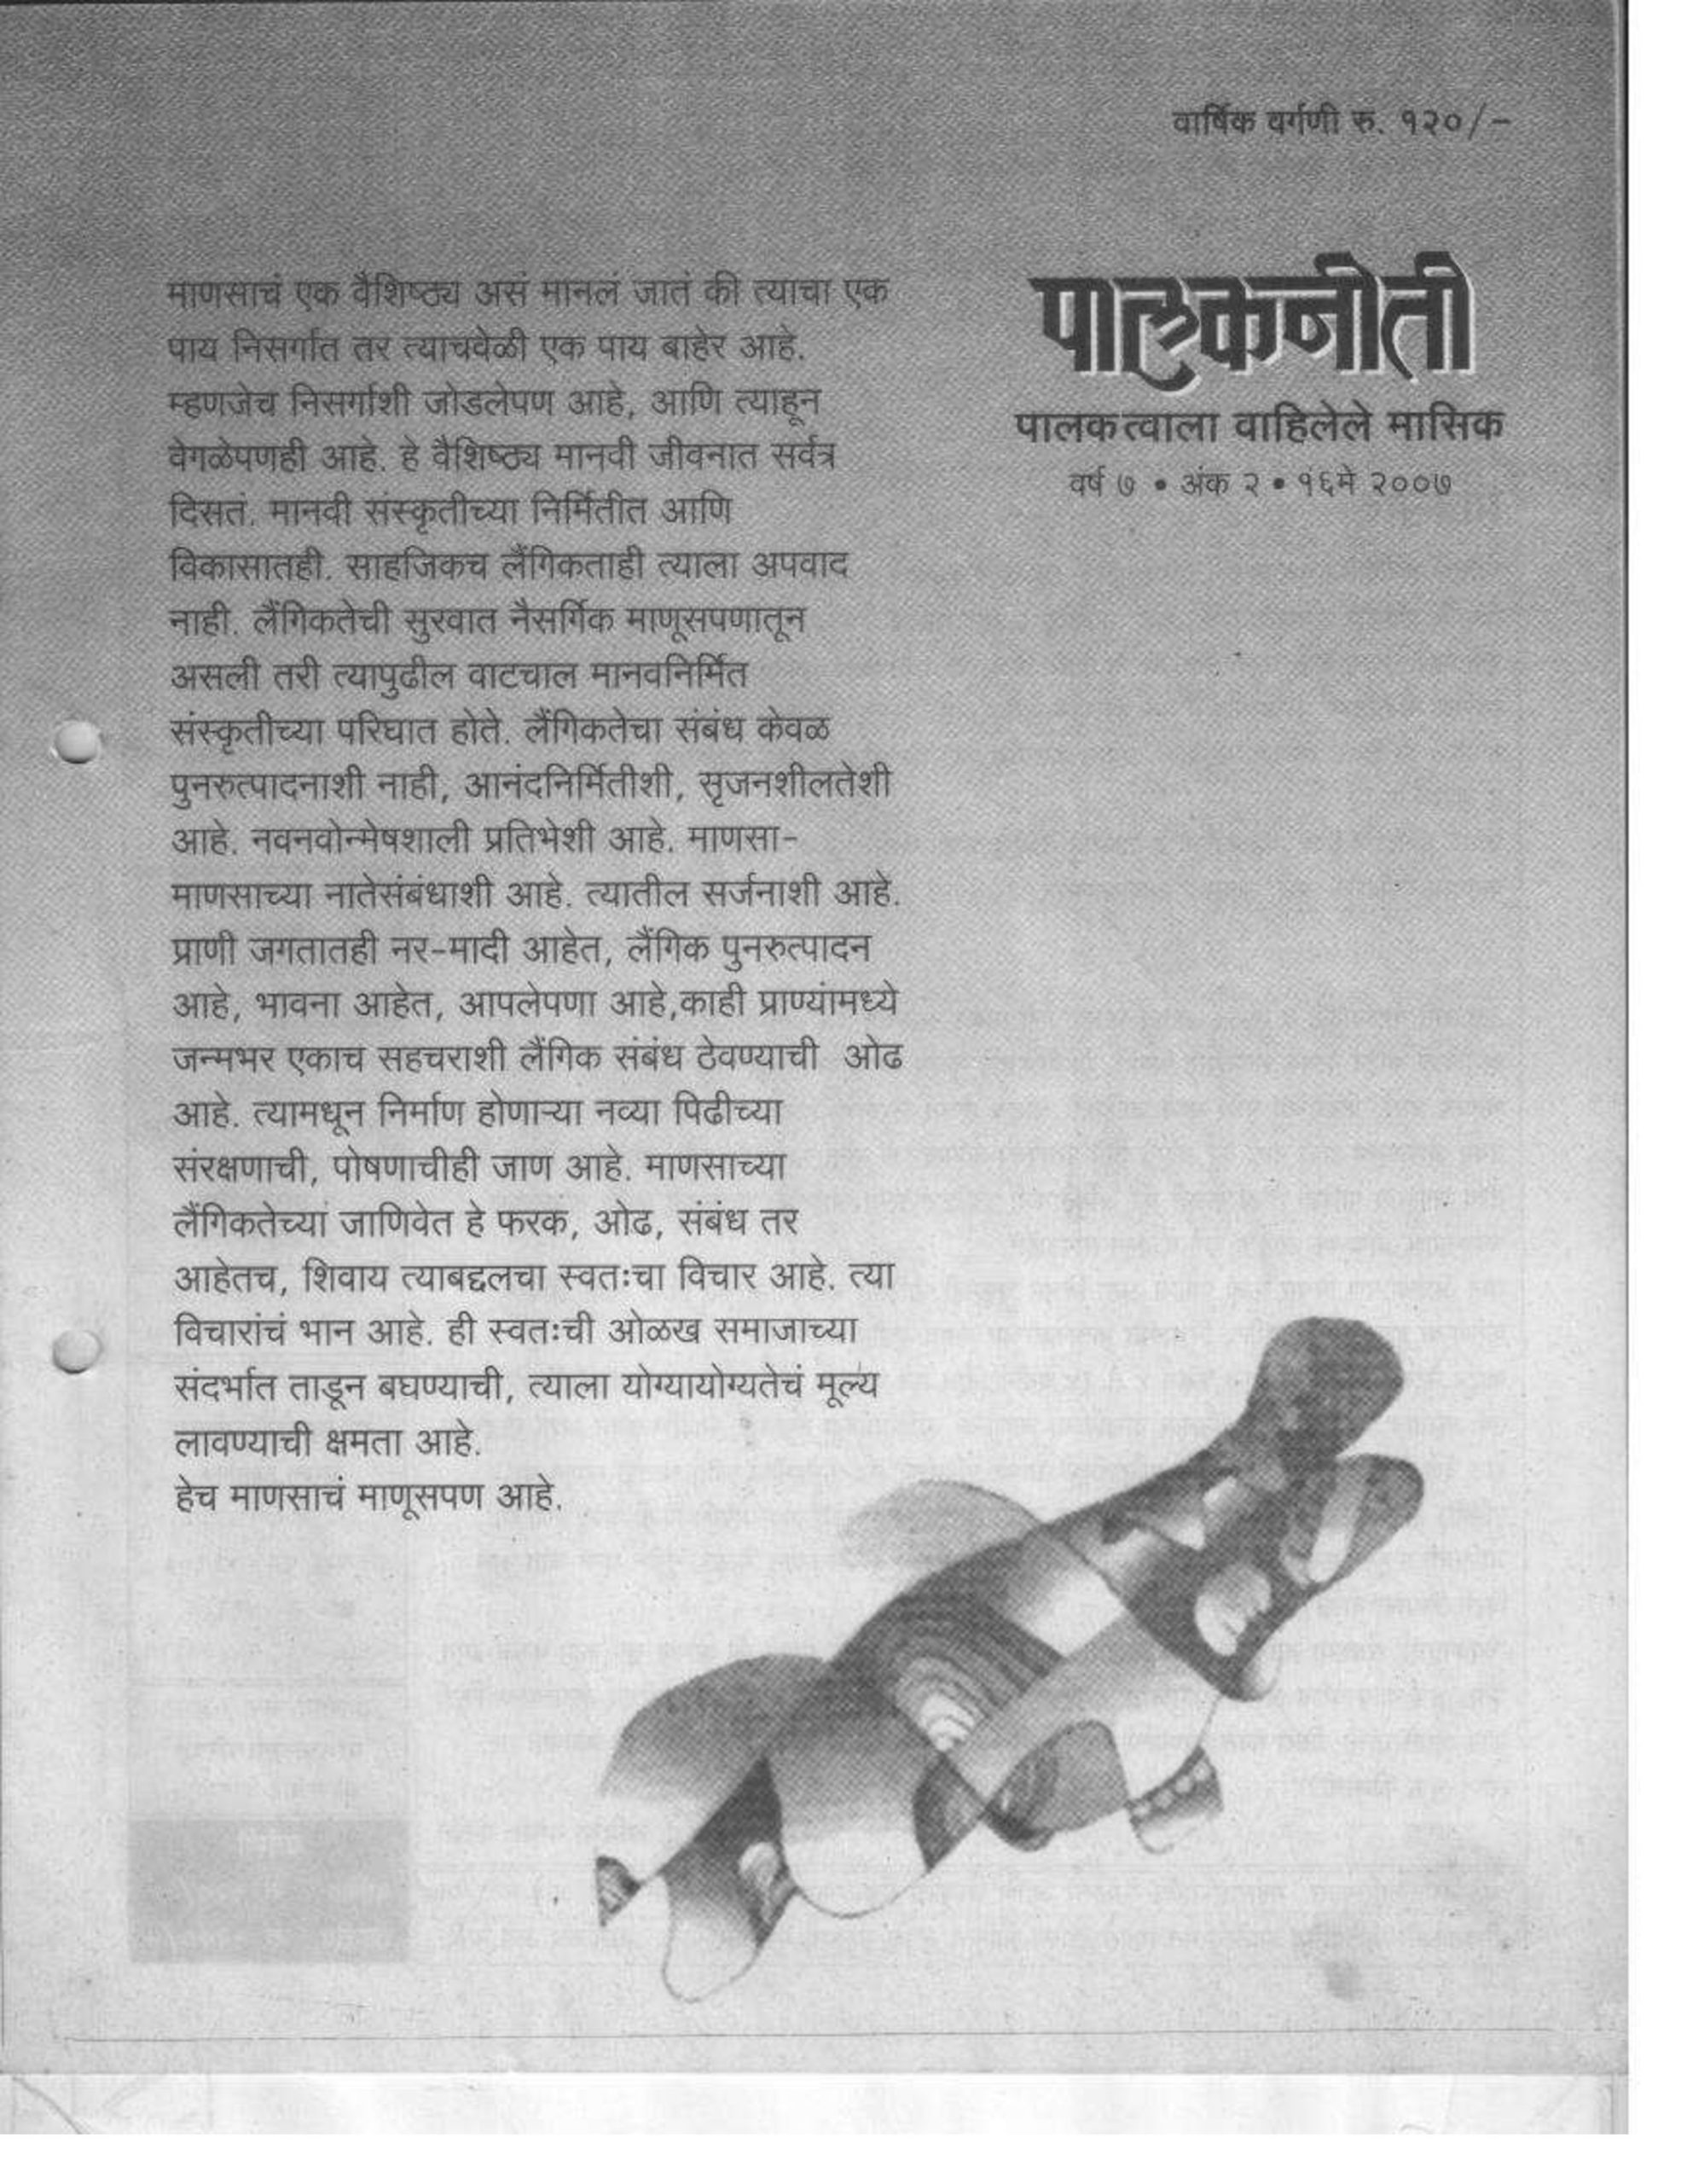 वार्षिक वर्गणी रु. १२०/-
पालकनीती
पालकत्वाला वाहिलेले मासिक
वर्ष ७ • अंक २ • १६मे २००७
माणसाचं एक वैशिष्ठ्य असं मानलं जातं की त्याचा एक
पाय निसर्गात तर त्याचवेळी एक पाय बाहेर आहे.
म्हणजेच निसर्गाशी जोडलेपण आहे, आणि त्याहून
वेगळेपणही आहे. हे वैशिष्ठ्य मानवी जीवनात सर्वत्र
दिसतं. मानवी संस्कृतीच्या निर्मितीत आणि
विकासातही. साहजिकच लैंगिकताही त्याला अपवाद
नाही. लैंगिकतेची सुरवात नैसर्गिक माणूसपणातून
असली तरी त्यापुढील वाटचाल मानवनिर्मित
संस्कृतीच्या परिघात होते. लैंगिकतेचा संबंध केवळ
पुनरुत्पादनाशी नाही, आनंदनिर्मितीशी, सृजनशीलतेशी
आहे. नवनवोन्मेषशाली प्रतिभेशी आहे. माणसा-
माणसाच्या नातेसंबंधाशी आहे. त्यातील सर्जनाशी आहे.
प्राणी जगतातही नर-मादी आहेत, लैंगिक पुनरुत्पादन
आहे, भावना आहेत, आपलेपणा आहे,काही प्राण्यांमध्ये
जन्मभर एकाच सहचराशी लैंगिक संबंध ठेवण्याची ओढ
आहे. त्यामधून निर्माण होणाऱ्या नव्या पिढीच्या
संरक्षणाची, पोषणाचीही जाण आहे. माणसाच्या
लैंगिकतेच्या जाणिवेत हे फरक, ओढ, संबंध तर
आहेतच, शिवाय त्याबद्दलचा स्वतःचा विचार आहे. त्या
विचारांचं भान आहे. ही स्वतःची ओळख समाजाच्या
संदर्भात ताडून बघण्याची, त्याला योग्यायोग्यतेचं मूल्य
लावण्याची क्षमता आहे.
हेच माणसाचं माणूसपण आहे.